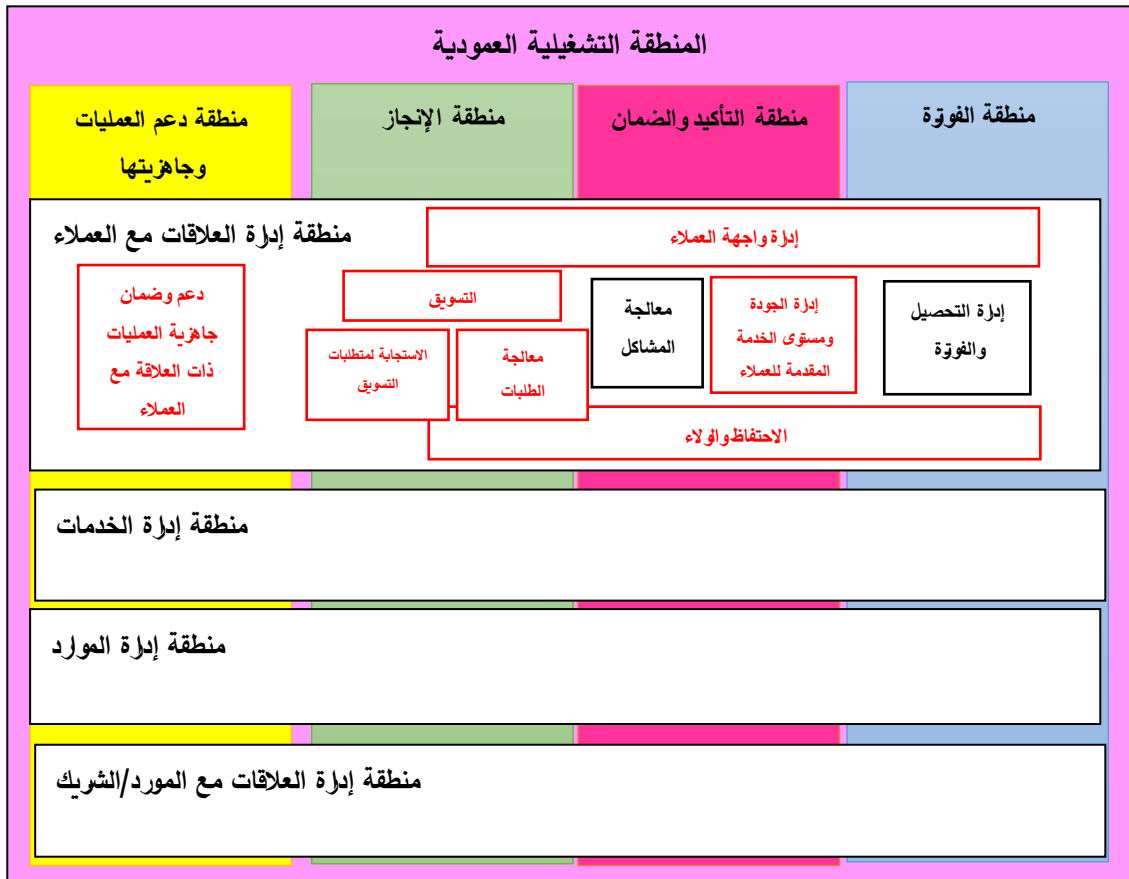 المنطقة التشغيلية العمودية
منطقة الفوترة
منطقة التأكيد والضمان
منطقة الإنجاز
منطقة دعم العمليات
وجاهزيتها
منطقة إدارة العلاقات مع العملاء
إدارة واجهة العملاء
إدارة التحصيل
والفوترة
إدارة الجودة
ومستوى الخدمة
المقدمة للعملاء
معالجة
المشاكل
التسويق
معالجة
الطلبات
الاستجابة لمتطلبات
التسويق
دعم وضمان
جاهزية العمليات
ذات العلاقة مع
العملاء
الاحتفاظ والولاء
منطقة إدارة الخدمات
منطقة إدارة الموارد
منطقة إدارة العلاقات مع المورد/الشريك